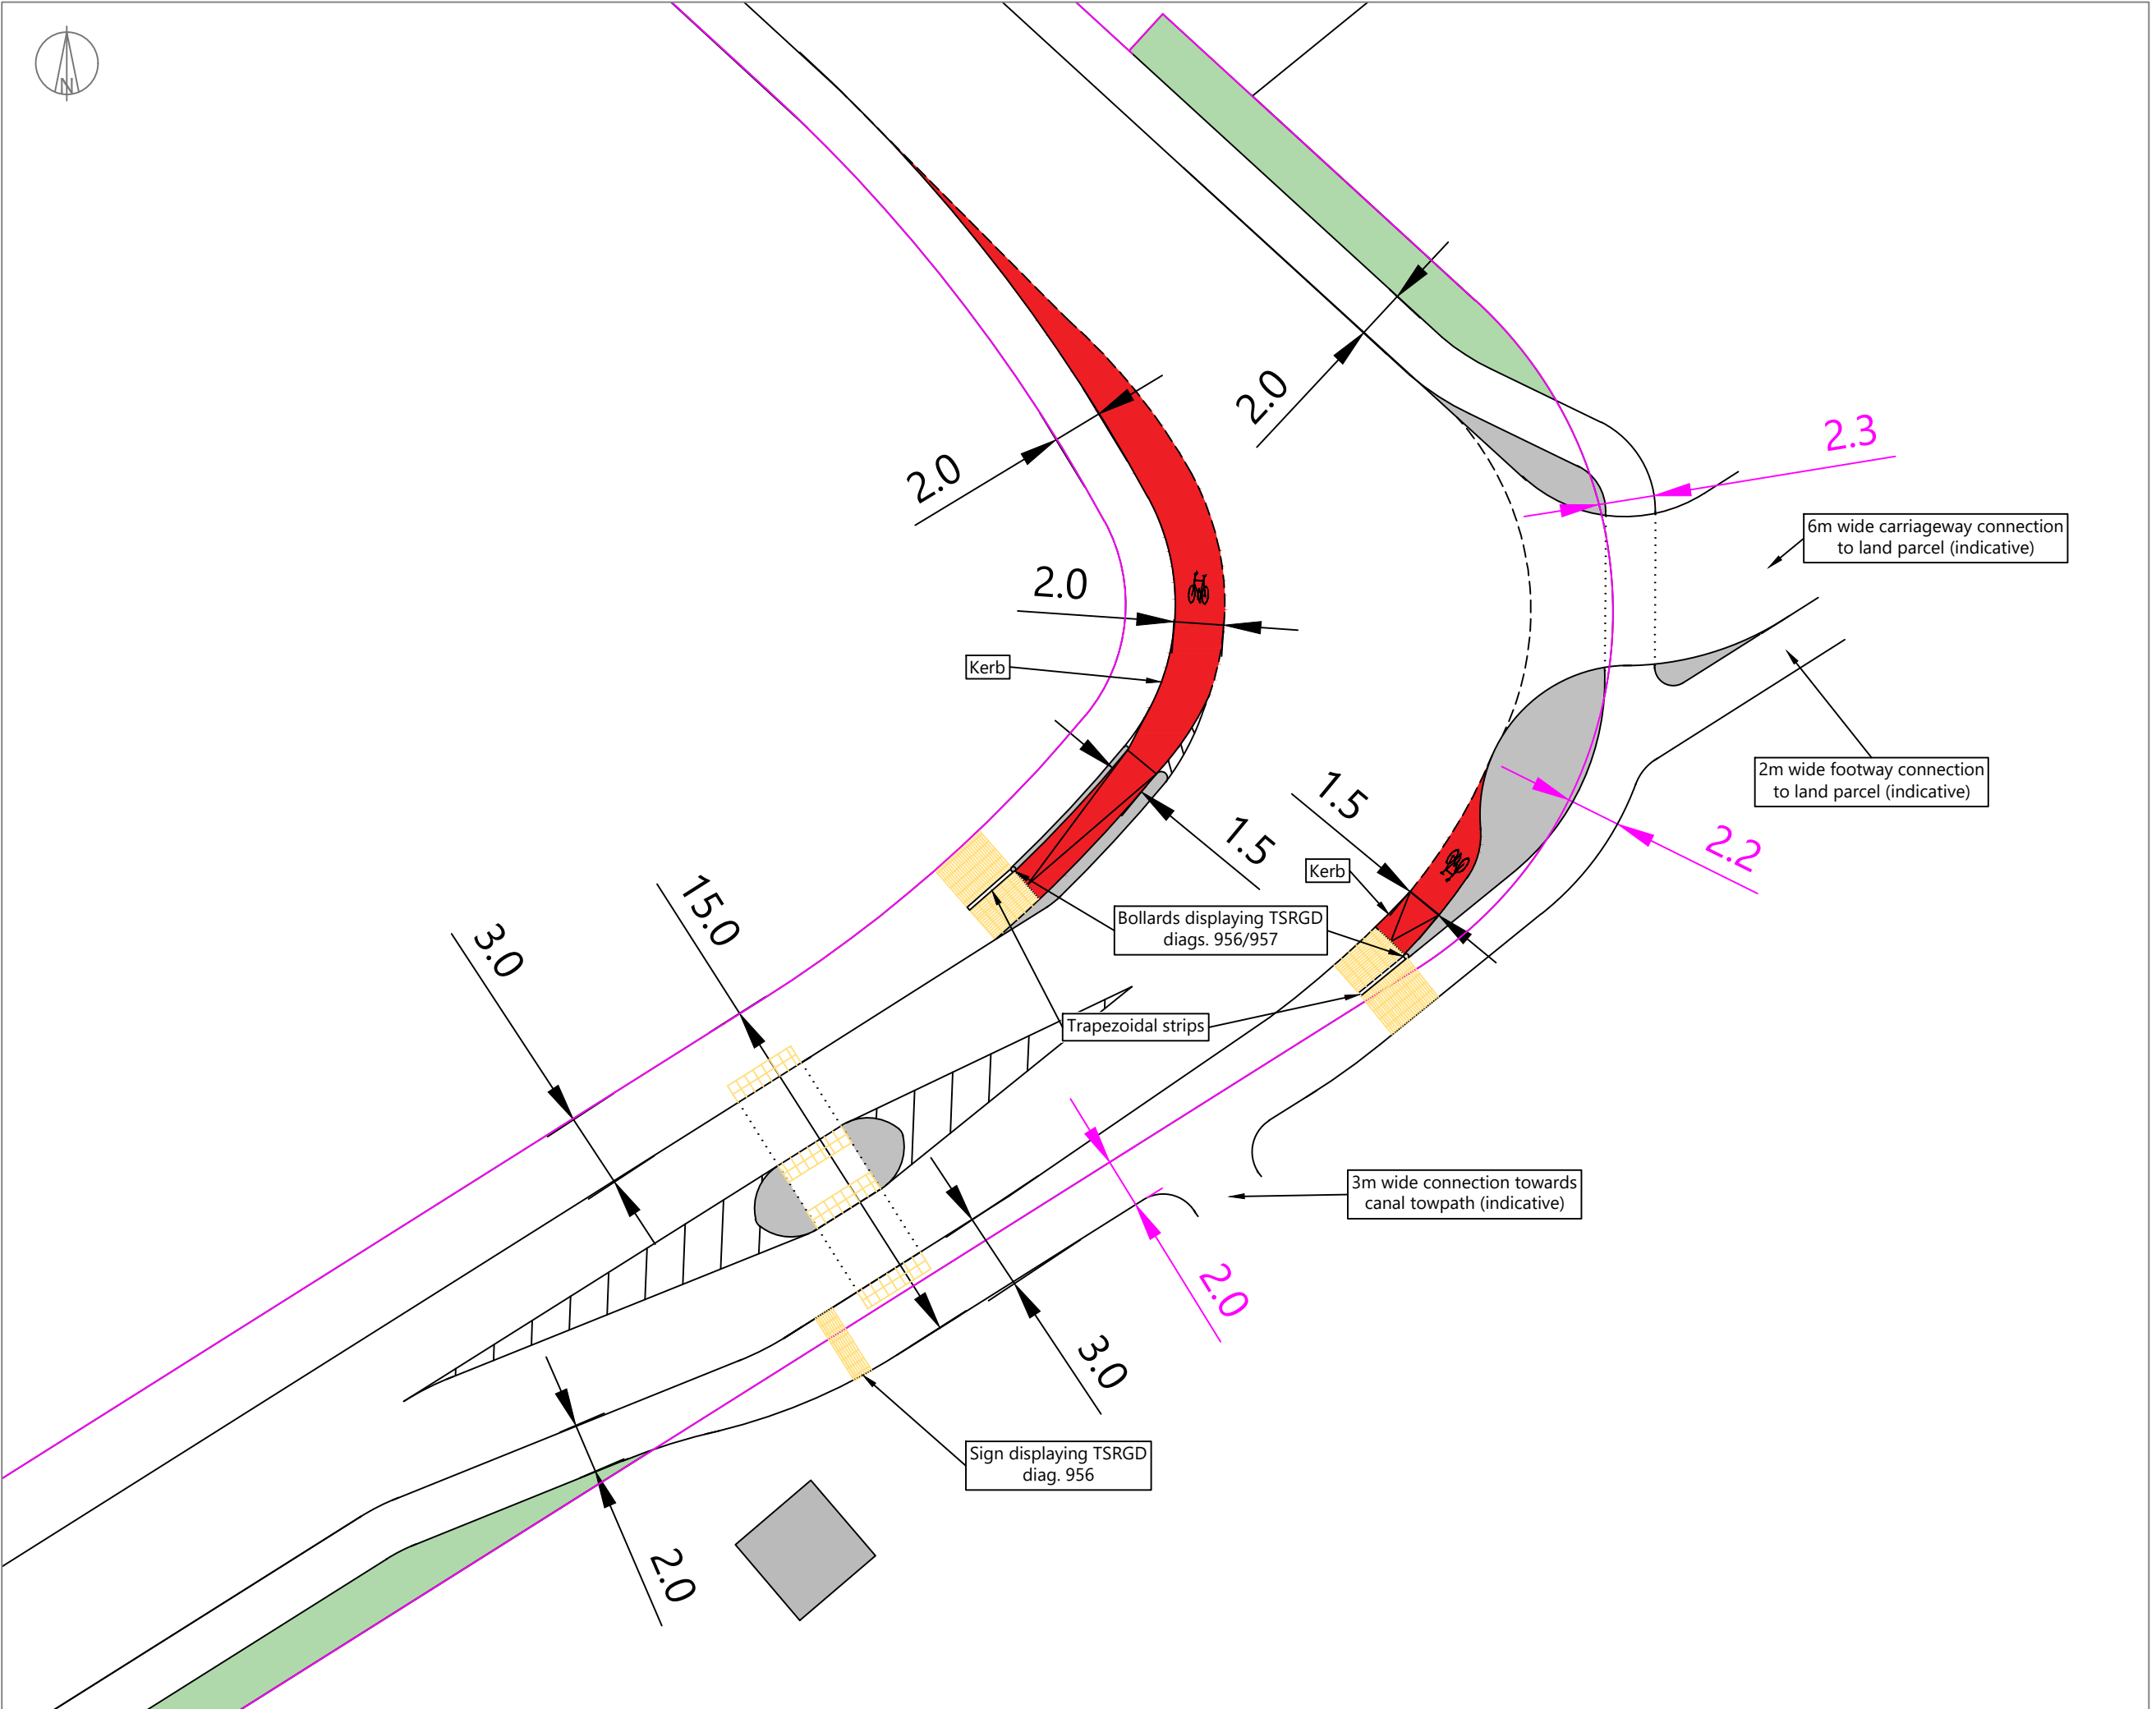 N
2.0
2.3
2.0
6m wide carriageway connection
to land parcel (indicative)
2.0
Kerb
2m wide footway connection
to land parcel (indicative)
1.5
1.5
2.2
Kerb
15.0
3.0
Bollards displaying TSRGD
diags. 956/957
Trapezoidal strips
3m wide connection towards
canal towpath (indicative)
2.0
3.0
Sign displaying TSRGD
diag. 956
2.0